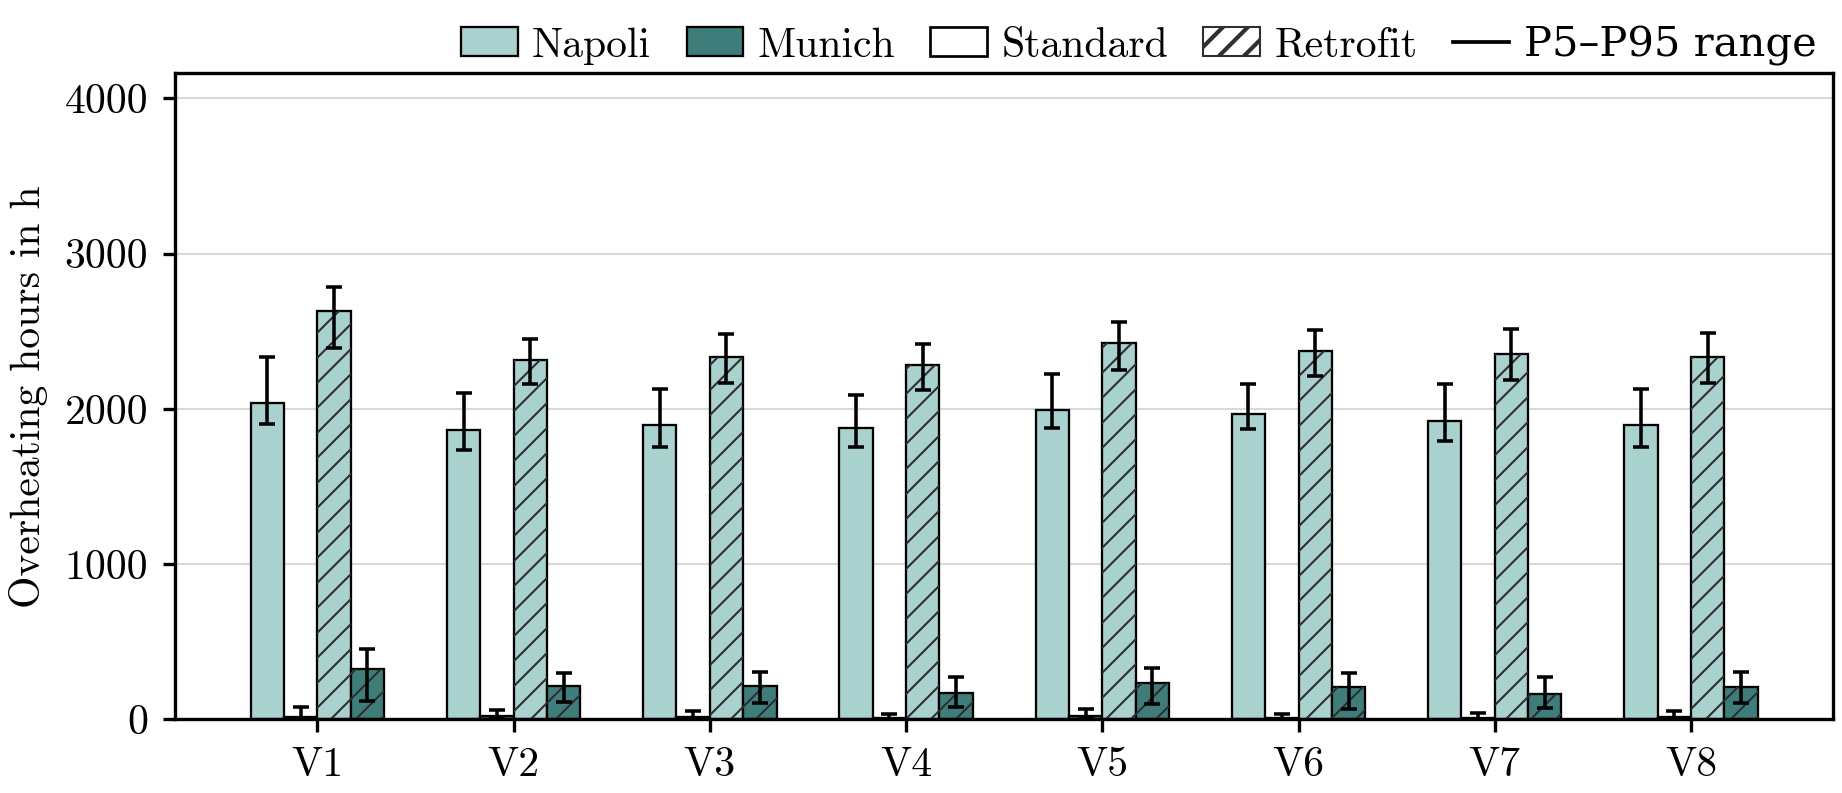 Napoli Munich Standard Retrofit P5–P95 range
Overheating hours in h
4000
3000
2000
1000
0
V1 V2 V3 V4 V5 V6 V7 V8